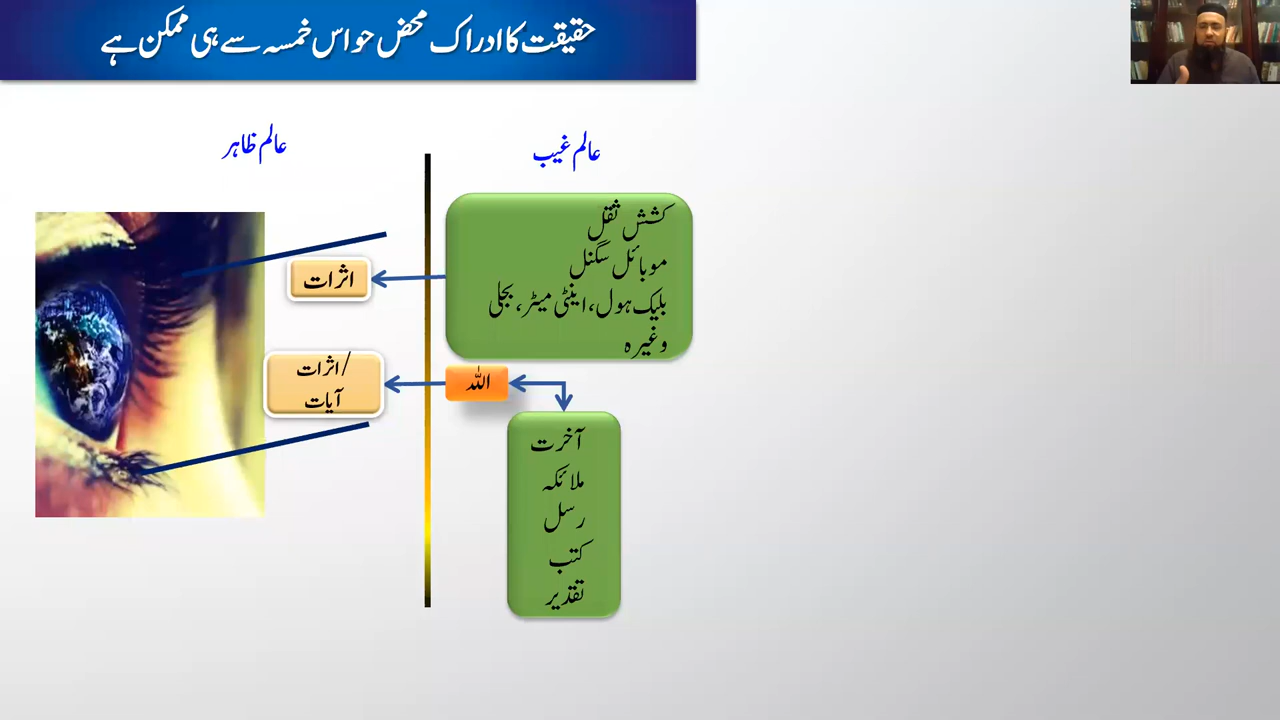 حقیقت کا ادراک محض حواس خمسہ سے ہی ممکن ہے
عالم غیب
عالم ظاہر
کشش ثقل
موبائل سگنل
بلیک ہول، اینٹی میٹر، بجلی
وغیرہ
اثرات
اللہ
اثرات/
آیات
آخرت
ملائکہ
رسل
کتب
تقدیر